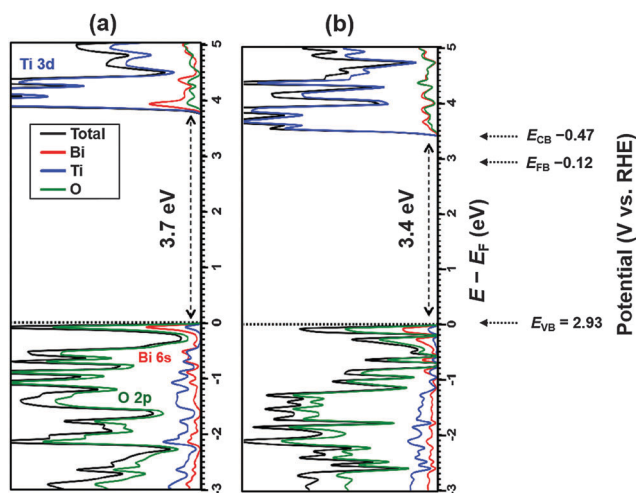 (a)
(b)
Ti 3d
Total
Bi
Ti
O
3.7 eV
Bi 6s
O 2p
5
4
3
2
1
0
-1
-2
-3
3.4 eV
5
4
3
2
1
0
-1
-2
-3
E − EF (eV)
ECB −0.47
EFB −0.12
EVB = 2.93
Potential (V vs. RHE)